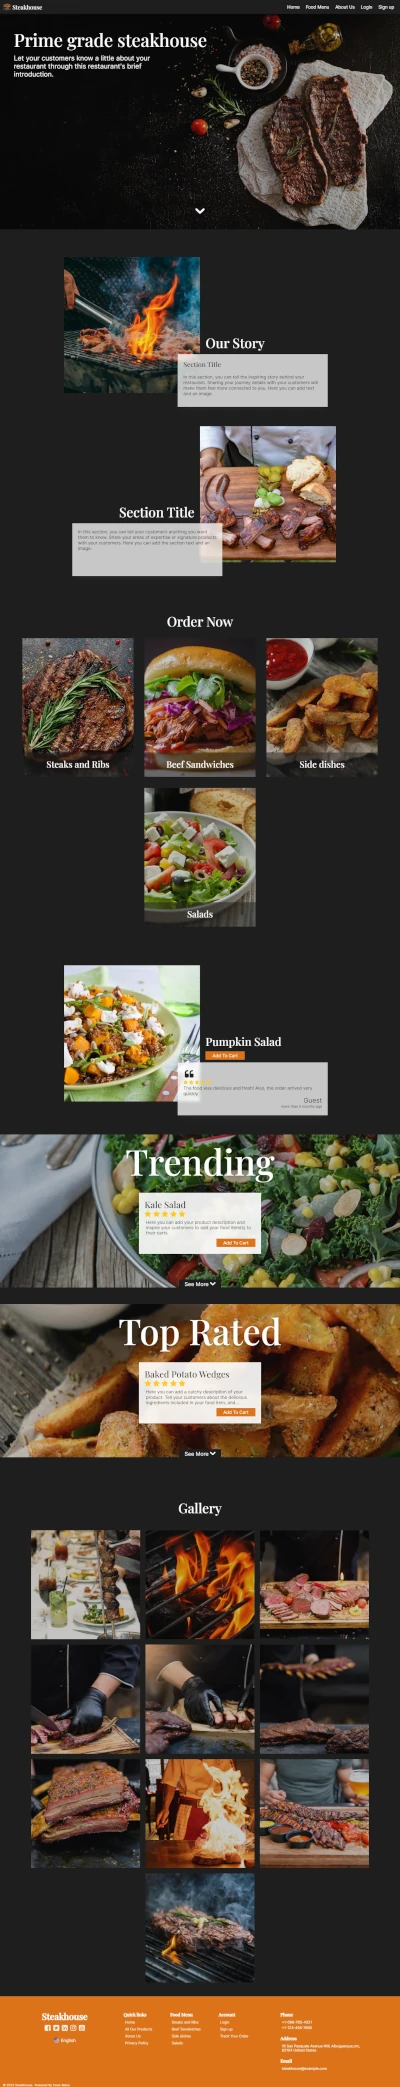 Steakhouse
Home Food Menu About Us Login Sign up
Prime grade steakhouse
Let your customers know a little about your
restaurant through this restaurant's brief
introduction.
Our Story
Section Title
In this section, you can tell the inspiring story behind your
restaurant. Sharing your journey details with your customers will
make them feel more connected to you. Here you can add text
and an image.
Section Title
In this section, you can tell your customers anything you want
them to know. Share your areas of expertise or signature products
with your customers. Here you can add the section text and an
image.
Order Now
Steaks and Ribs
Beef Sandwiches
Side dishes
Salads
Pumpkin Salad
Add To Cart
The food was delicious and fresh! Also, the order arrived very
quickly
Guest
Trending
Kale Salad
Here you can add your product description and
inspire your customers to add your food item(s) to
their carts.
Add To Cart
See More
Top Rated
Baked Potato Wedges
Here you can add a catchy description of your
product. Tell your customers about the delicious
ingredients included in your food item, and...
Add To Cart
See More
Gallery
Steakhouse
English
Quick links
Home
All Our Products
About Us
Privacy Policy
Food Menu
Steaks and Ribs
Beef Sandwiches
Side dishes
Salads
Account
Login
Sign up
Track Your Order
Phone
Address
Email
steakhouse@example.com